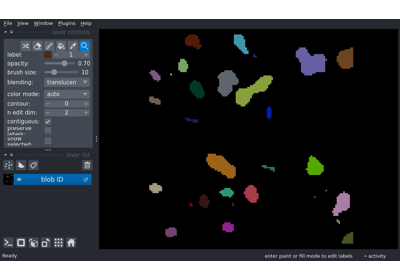 File View Window Plugins Help
layer controls
label: 1
opacity: 0.70
brush size: 10
blending: translucen
color mode: auto
contour: 0
n edit dim: 2
contiguous:
preserve labels:
show selected:
layer list
blob ID
enter paint or fill mode to edit labels activity